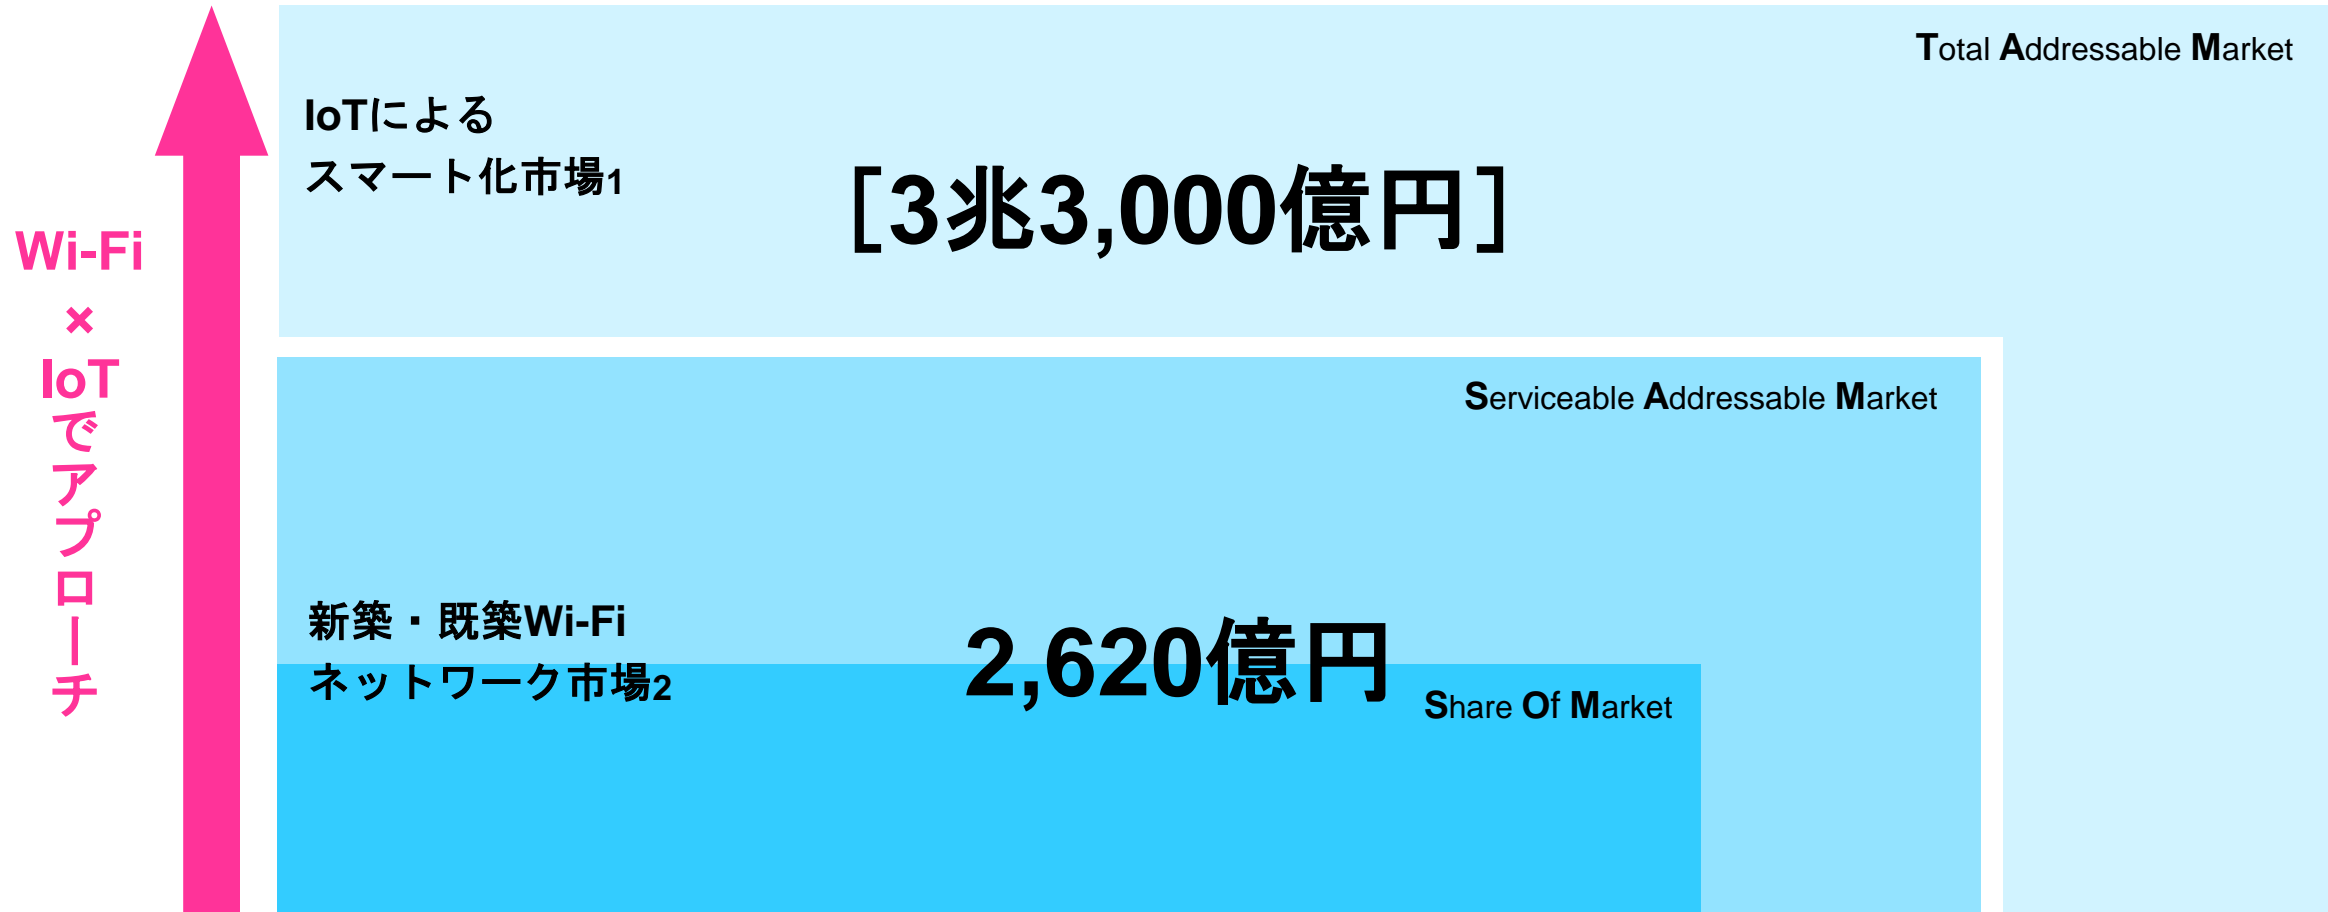 Total Addressable Market
IoTによる
スマート化市場1
［3兆3,000億円］
Wi-Fi
×
IoT
でアプローチ
Serviceable Addressable Market
新築・既築Wi-Fi
ネットワーク市場2
2,620億円
Share Of Market